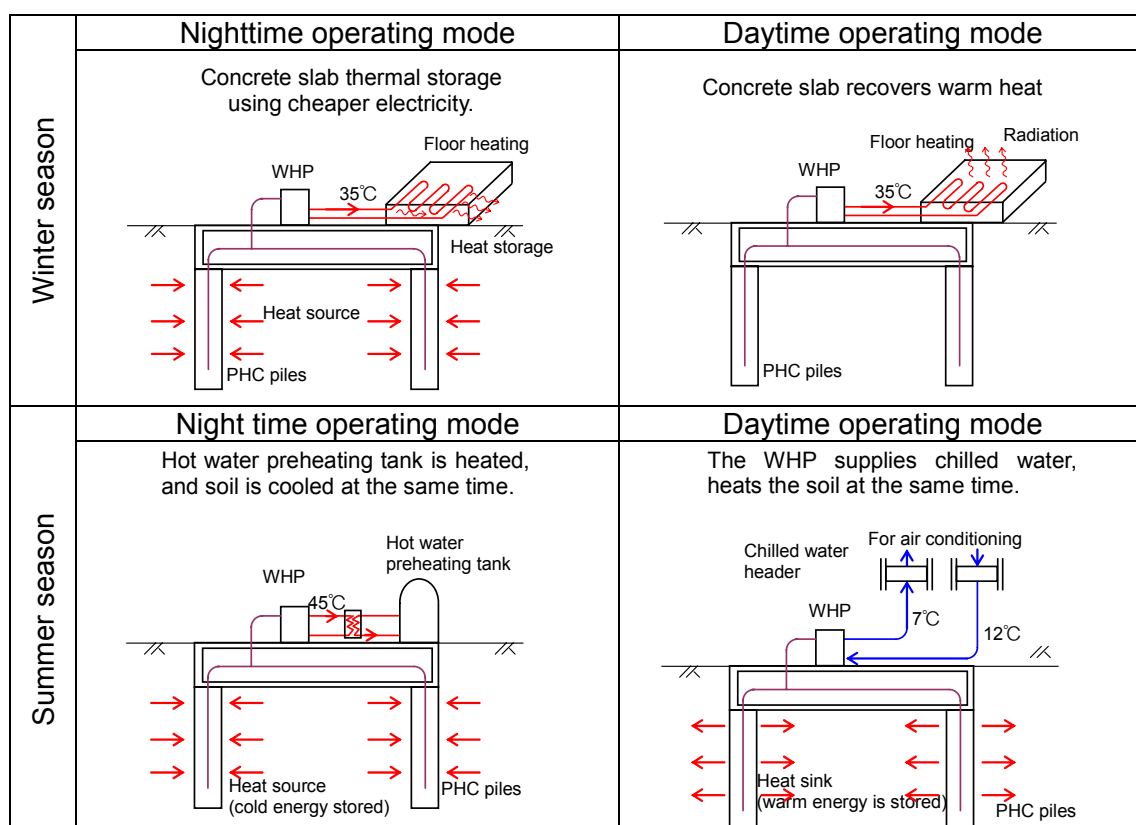 Nighttime operating mode
Daytime operating mode
Winter season
Concrete slab thermal storage
using cheaper electricity.
Floor heating
WHP
35℃
Heat storage
Heat source
PHC piles
Concrete slab recovers warm heat
Floor heating
Radiation
WHP
35℃
PHC piles
Night time operating mode
Daytime operating mode
Summer season
Hot water preheating tank is heated,
and soil is cooled at the same time.
Hot water
preheating tank
WHP
45℃
Heat source
(cold energy stored)
PHC piles
The WHP supplies chilled water,
heats the soil at the same time.
For air conditioning
Chilled water
header
WHP
7℃
12℃
Heat sink
(warm energy is stored)
PHC piles